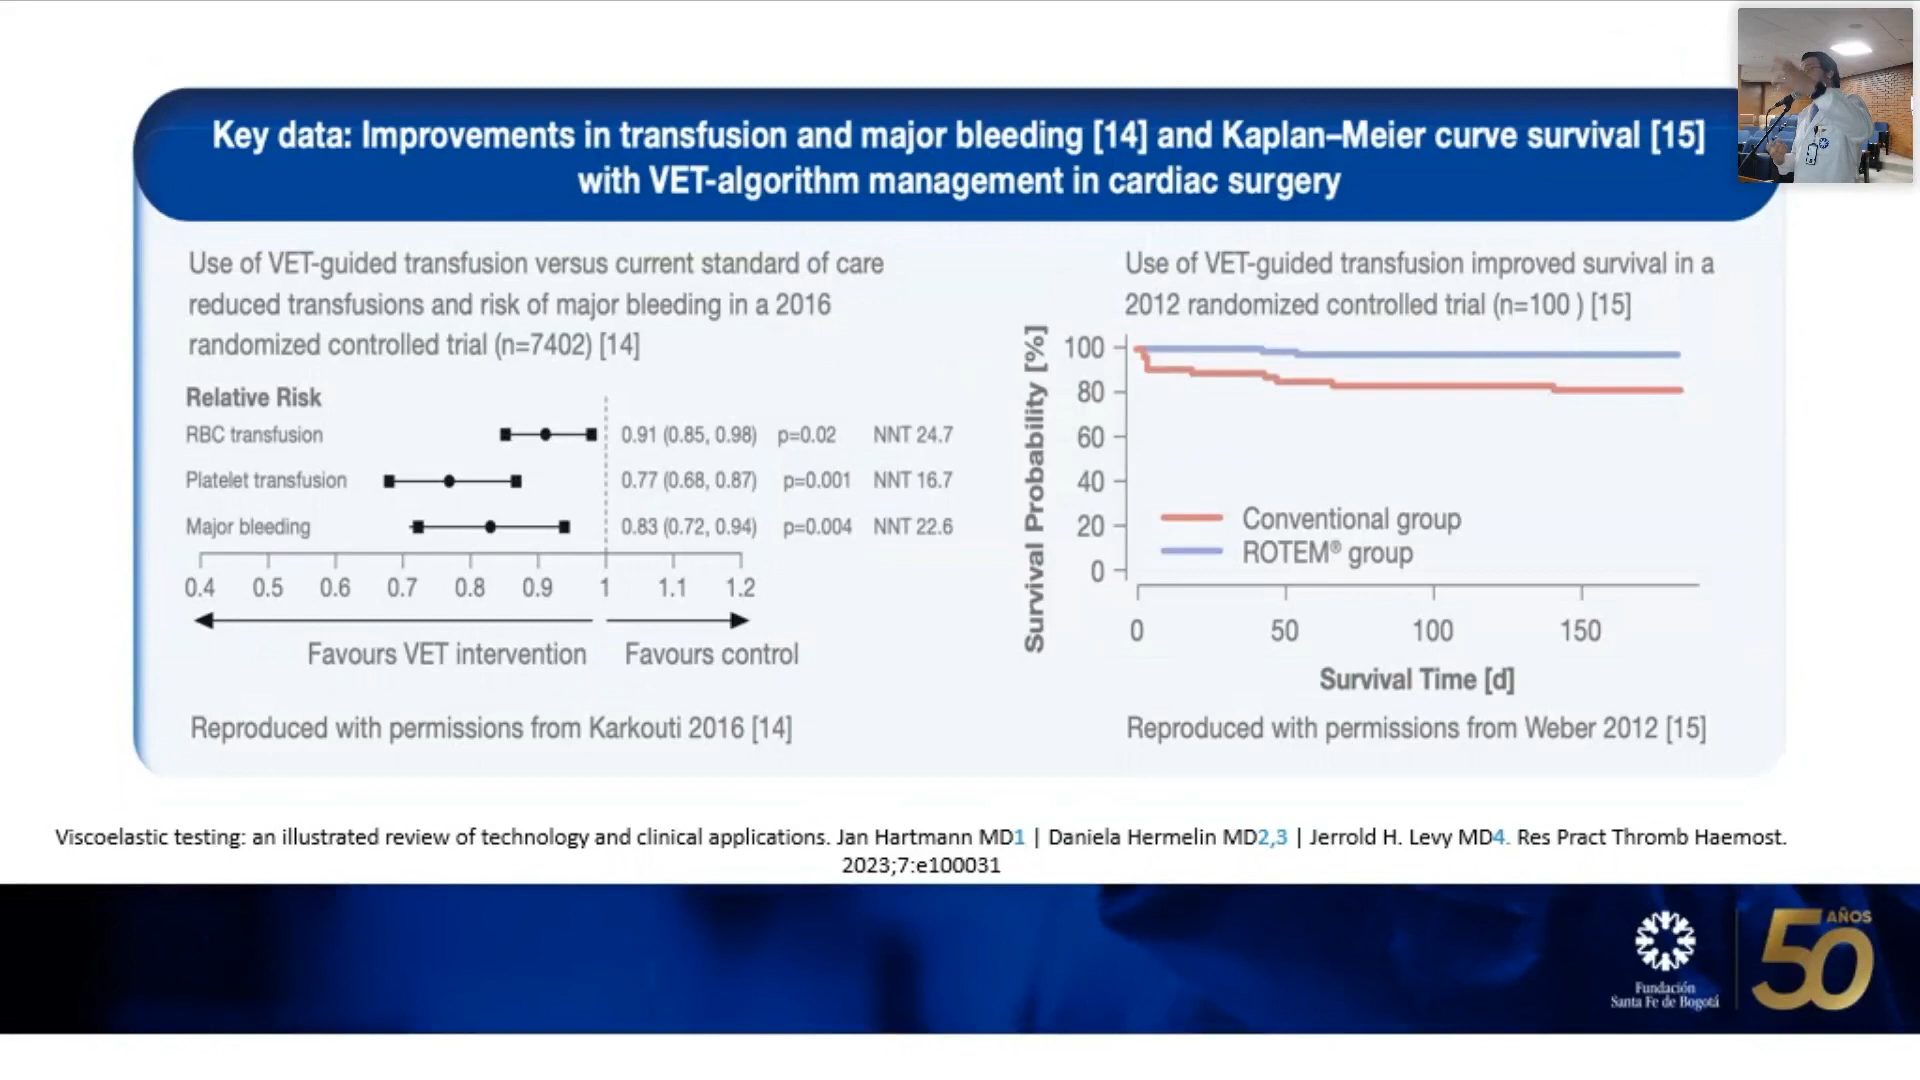 Key data: Improvements in transfusion and major bleeding [14] and Kaplan–Meier curve survival [15]
with VET-algorithm management in cardiac surgery
Use of VET-guided transfusion versus current standard of care
reduced transfusions and risk of major bleeding in a 2016
randomized controlled trial (n=7402) [14]
Relative Risk
RBC transfusion 0.91 (0.85, 0.98) p=0.02 NNT 24.7
Platelet transfusion 0.77 (0.68, 0.87) p=0.001 NNT 16.7
Major bleeding 0.83 (0.72, 0.94) p=0.004 NNT 22.6
0.4 0.5 0.6 0.7 0.8 0.9 1 1.1 1.2
Favours VET intervention Favours control
Reproduced with permissions from Karkouti 2016 [14]
Use of VET-guided transfusion improved survival in a
2012 randomized controlled trial (n=100 ) [15]
Survival Probability [%]
100
80
60
40
20
0
Conventional group
ROTEM® group
0 50 100 150
Survival Time [d]
Reproduced with permissions from Weber 2012 [15]
Viscoelastic testing: an illustrated review of technology and clinical applications. Jan Hartmann MD1 | Daniela Hermelin MD2,3 | Jerrold H. Levy MD4. Res Pract Thromb Haemost.
2023;7:e100031
Fundación
Santa Fe de Bogotá
50 AÑOS